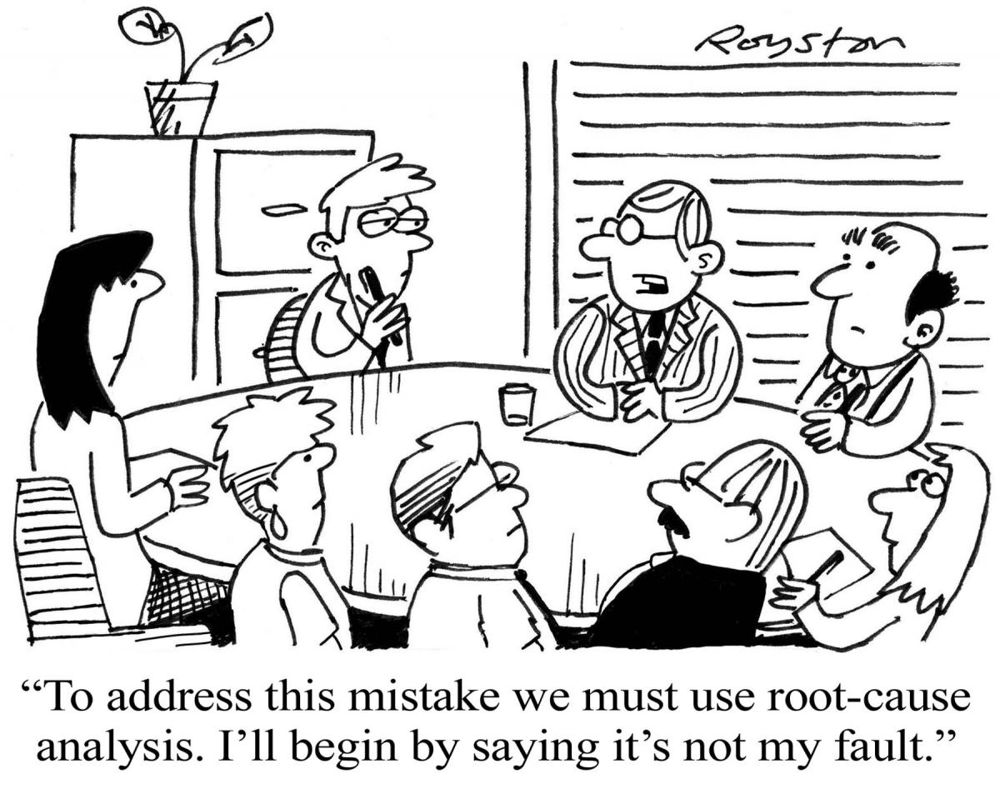 Royston
“To address this mistake we must use root-cause
analysis. I’ll begin by saying it’s not my fault.”